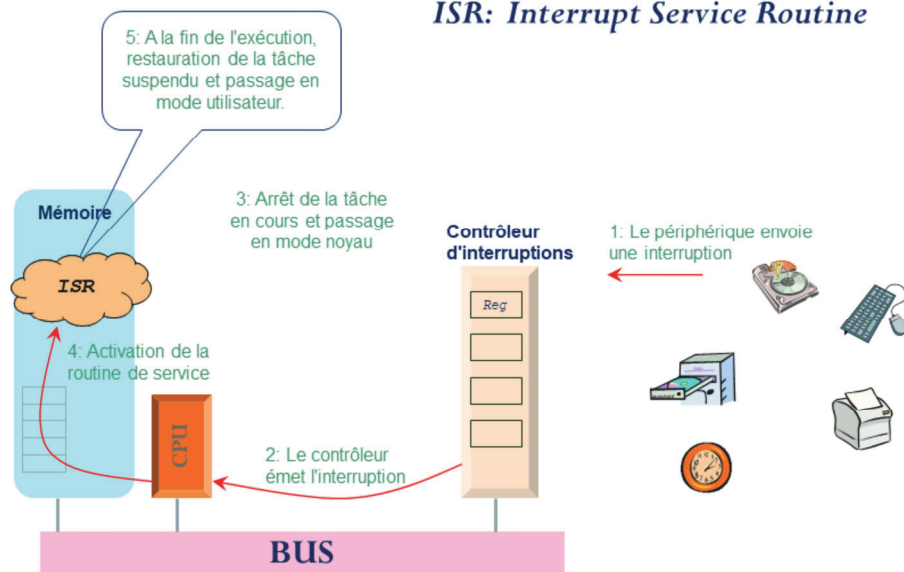 ISR: Interrupt Service Routine
5: A la fin de l'exécution,
restauration de la tâche
suspendu et passage en
mode utilisateur.
3: Arrêt de la tâche
en cours et passage
en mode noyau
Mémoire
Contrôleur
d'interruptions
1: Le périphérique envoie
une interruption
ISR
Reg
4: Activation de la
routine de service
CPU
2: Le contrôleur
émet l'interruption
BUS